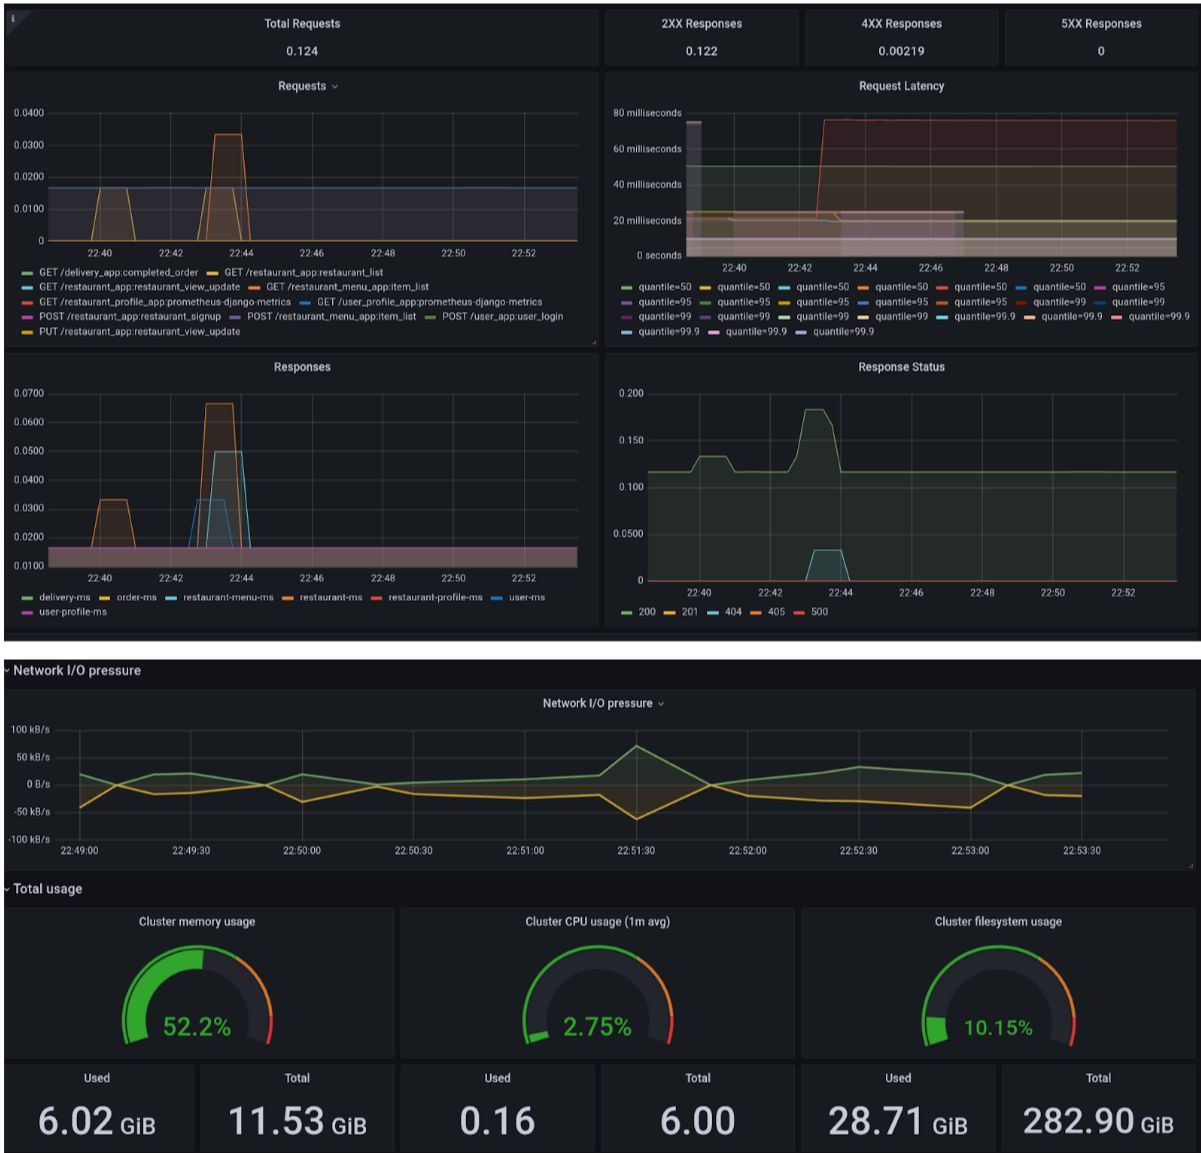 i
Total Requests
0.124
2XX Responses
0.122
4XX Responses
0.00219
5XX Responses
0
Requests
0.0400
0.0300
0.0200
0.0100
0
22:40 22:42 22:44 22:46 22:48 22:50 22:52
GET /delivery_app:completed_order GET /restaurant_app:restaurant_list
GET /restaurant_app:restaurant_view_update GET /restaurant_menu_app:item_list
GET /restaurant_profile_app:prometheus-django-metrics GET /user_profile_app:prometheus-django-metrics
POST /restaurant_app:restaurant_signup POST /restaurant_menu_app:item_list POST /user_app:user_login
PUT /restaurant_app:restaurant_view_update
Request Latency
80 milliseconds
60 milliseconds
40 milliseconds
20 milliseconds
0 seconds
22:40 22:42 22:44 22:46 22:48 22:50 22:52
quantile=50 quantile=50 quantile=50 quantile=50 quantile=50 quantile=50 quantile=95
quantile=95 quantile=95 quantile=95 quantile=95 quantile=95 quantile=99 quantile=99
quantile=99 quantile=99 quantile=99 quantile=99 quantile=99.9 quantile=99.9 quantile=99.9
quantile=99.9 quantile=99.9 quantile=99.9
Responses
0.0700
0.0600
0.0500
0.0400
0.0300
0.0200
0.0100
22:40 22:42 22:44 22:46 22:48 22:50 22:52
delivery-ms order-ms restaurant-menu-ms restaurant-ms restaurant-profile-ms user-ms
user-profile-ms
Response Status
0.200
0.150
0.100
0.0500
0
22:40 22:42 22:44 22:46 22:48 22:50 22:52
200 201 404 405 500
Network I/O pressure
Network I/O pressure
100 kB/s
50 kB/s
0 B/s
-50 kB/s
-100 kB/s
22:49:00 22:49:30 22:50:00 22:50:30 22:51:00 22:51:30 22:52:00 22:52:30 22:53:00 22:53:30
Total usage
Cluster memory usage
52.2%
Cluster CPU usage (1m avg)
2.75%
Cluster filesystem usage
10.15%
Used
6.02 GiB
Total
11.53 GiB
Used
0.16
Total
6.00
Used
28.71 GiB
Total
282.90 GiB